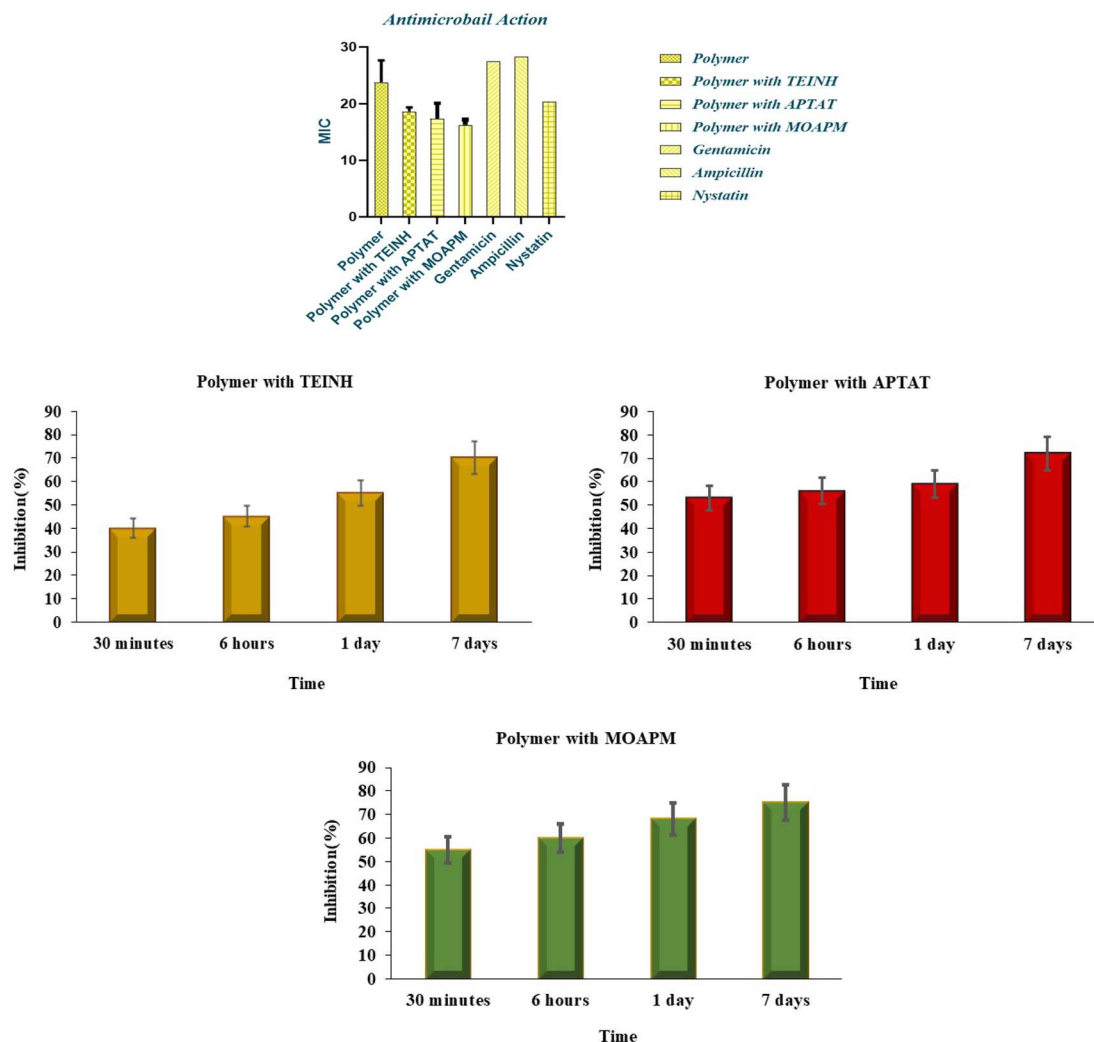 Antimicrobail Action
30
20
10
0
MIC
Polymer
Polymer with TEINH
Polymer with APTAT
Polymer with MOAPM
Gentamicin
Ampicillin
Nystatin
Polymer
Polymer with TEINH
Polymer with APTAT
Polymer with MOAPM
Gentamicin
Ampicillin
Nystatin
Polymer with TEINH
90
80
70
60
50
40
30
20
10
0
Inhibition(%)
30 minutes
6 hours
1 day
7 days
Time
Polymer with APTAT
90
80
70
60
50
40
30
20
10
0
Inhibition(%)
30 minutes
6 hours
1 day
7 days
Time
Polymer with MOAPM
90
80
70
60
50
40
30
20
10
0
Inhibition(%)
30 minutes
6 hours
1 day
7 days
Time